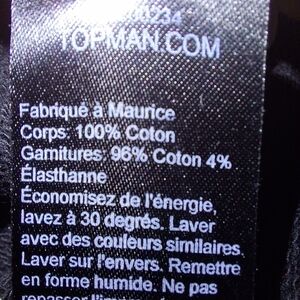 TOPMAN.COM
Fabriqué à Maurice
Corps: 100% Coton
Garnitures: 96% Coton 4%
Élasthanne
Économisez de l'énergie,
lavez à 30 degrés. Laver
avec des couleurs similaires.
Laver sur l'envers. Remettre
en forme humide. Ne pas
repasser